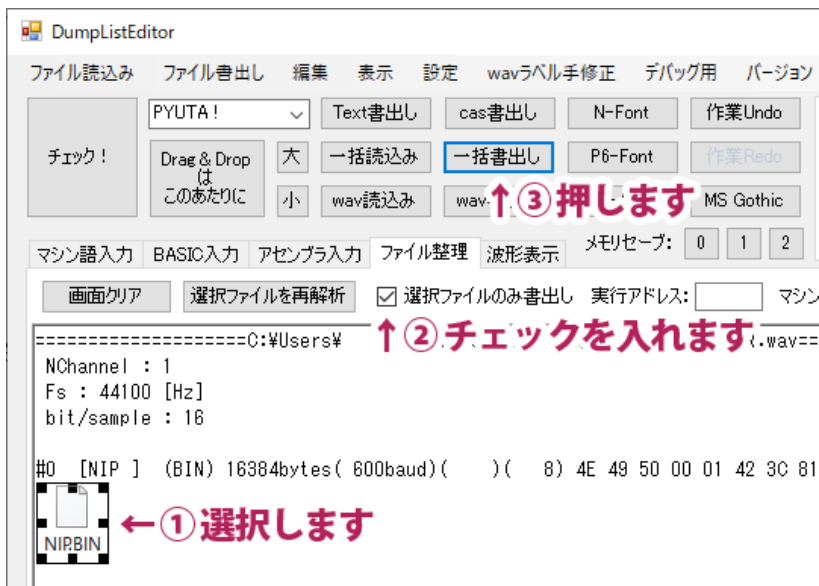 DumpListEditor
ファイル読込み ファイル書出し 編集 表示 設定 wavラベル手修正 デバッグ用 バージョン
PYUTA! Text書出し cas書出し N-Font 作業Undo
チェック! Drag & Drop は このあたりに 大 一括読込み 一括書出し P6-Font 作業Redo
小 wav読込み wav MS Gothic
↑③押します
マシン語入力 BASIC入力 アセンブラ入力 ファイル整理 波形表示 メモリセーブ: 0 1 2
画面クリア 選択ファイルを再解析 選択ファイルのみ書出し 実行アドレス: マシン
↑②チェックを入れます
=====================C:¥Users¥ .wav==
NChannel : 1
Fs : 44100 [Hz]
bit/sample : 16
#0 [NIP ] (BIN) 16384bytes( 600baud)( )( 8) 4E 49 50 00 01 42 3C 81
NIP.BIN
←①選択します